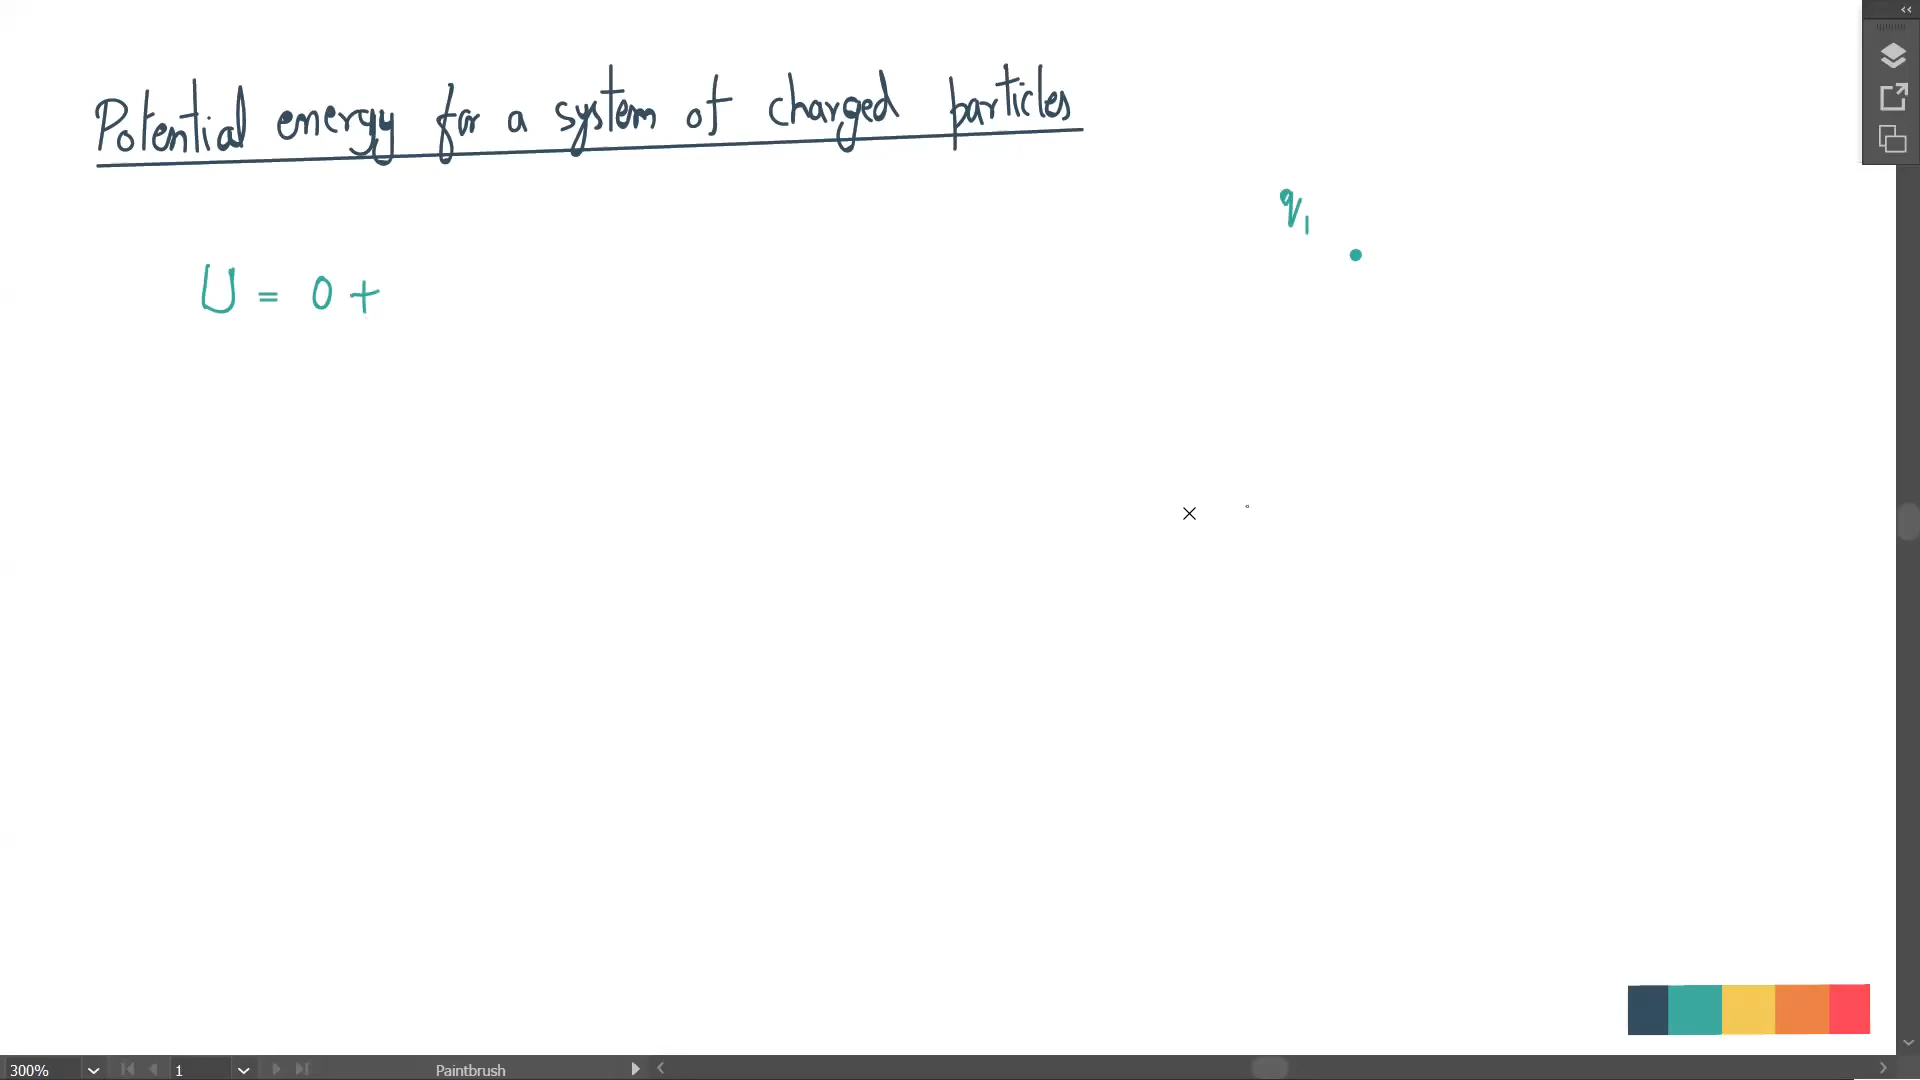 Potential energy for a system of charged particles
q₁
U = 0 +
300%
1
Paintbrush